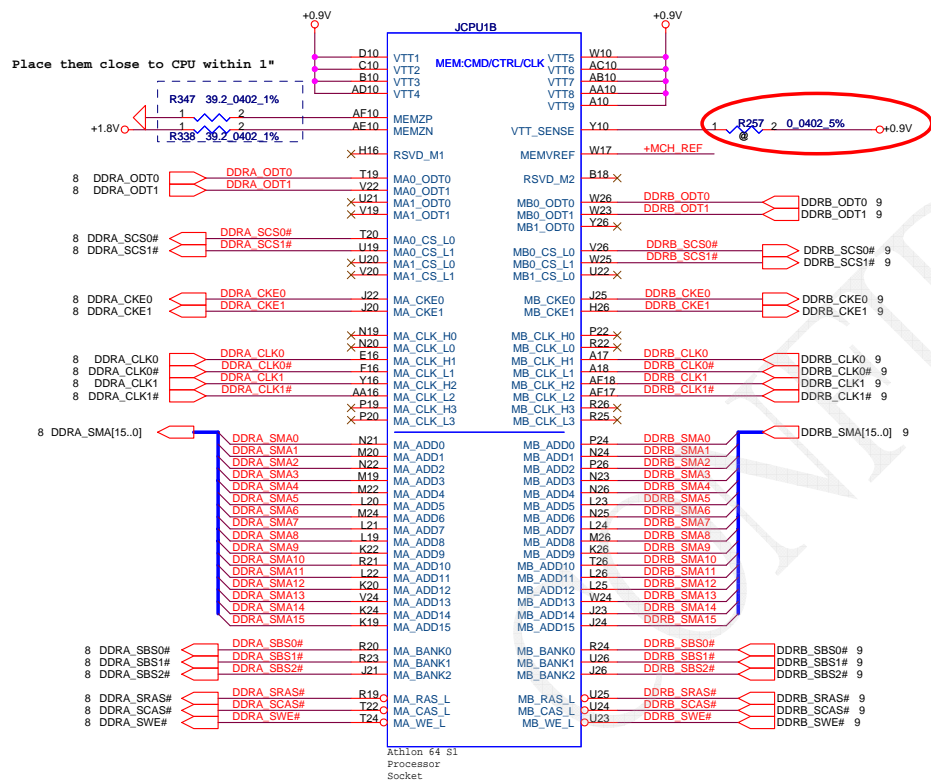 +0.9V +0.9V
JCPU1B
Place them close to CPU within 1"
MEM:CMD/CTRL/CLK
D10 VTT1 VTT5 W10
C10 VTT2 VTT6 AC10
B10 VTT3 VTT7 AB10
AD10 VTT4 VTT8 AA10
VTT9 A10
R347 39.2_0402_1%
1 2 AF10 MEMZP
+1.8V 1 2 AE10 MEMZN VTT_SENSE Y10 1 R257 2 0_0402_5% +0.9V
R338 39.2_0402_1% @
H16 RSVD_M1 MEMVREF W17 +MCH_REF
RSVD_M2 B18
8 DDRA_ODT0 DDRA_ODT0 T19 MA0_ODT0
8 DDRA_ODT1 DDRA_ODT1 V22 MA0_ODT1
U21 MA1_ODT0 MB0_ODT0 W26 DDRB_ODT0 DDRB_ODT0 9
V19 MA1_ODT1 MB0_ODT1 W23 DDRB_ODT1 DDRB_ODT1 9
MB1_ODT0 Y26
8 DDRA_SCS0# DDRA_SCS0# T20 MA0_CS_L0
8 DDRA_SCS1# DDRA_SCS1# U19 MA0_CS_L1 MB0_CS_L0 V26 DDRB_SCS0# DDRB_SCS0# 9
U20 MA1_CS_L0 MB0_CS_L1 W25 DDRB_SCS1# DDRB_SCS1# 9
V20 MA1_CS_L1 MB1_CS_L0 U22
8 DDRA_CKE0 DDRA_CKE0 J22 MA_CKE0 MB_CKE0 J25 DDRB_CKE0 DDRB_CKE0 9
8 DDRA_CKE1 DDRA_CKE1 J20 MA_CKE1 MB_CKE1 H26 DDRB_CKE1 DDRB_CKE1 9
N19 MA_CLK_H0 MB_CLK_H0 P22
N20 MA_CLK_L0 MB_CLK_L0 R22
8 DDRA_CLK0 DDRA_CLK0 E16 MA_CLK_H1 MB_CLK_H1 A17 DDRB_CLK0 DDRB_CLK0 9
8 DDRA_CLK0# DDRA_CLK0# F16 MA_CLK_L1 MB_CLK_L1 A18 DDRB_CLK0# DDRB_CLK0# 9
8 DDRA_CLK1 DDRA_CLK1 Y16 MA_CLK_H2 MB_CLK_H2 AF18 DDRB_CLK1 DDRB_CLK1 9
8 DDRA_CLK1# DDRA_CLK1# AA16 MA_CLK_L2 MB_CLK_L2 AF17 DDRB_CLK1# DDRB_CLK1# 9
P19 MA_CLK_H3 MB_CLK_H3 R26
P20 MA_CLK_L3 MB_CLK_L3 R25
8 DDRA_SMA[15..0] DDRB_SMA[15..0] 9
DDRA_SMA0 N21 MA_ADD0 MB_ADD0 P24 DDRB_SMA0
DDRA_SMA1 M20 MA_ADD1 MB_ADD1 N24 DDRB_SMA1
DDRA_SMA2 N22 MA_ADD2 MB_ADD2 P26 DDRB_SMA2
DDRA_SMA3 M19 MA_ADD3 MB_ADD3 N23 DDRB_SMA3
DDRA_SMA4 M22 MA_ADD4 MB_ADD4 N26 DDRB_SMA4
DDRA_SMA5 L20 MA_ADD5 MB_ADD5 L23 DDRB_SMA5
DDRA_SMA6 M24 MA_ADD6 MB_ADD6 N25 DDRB_SMA6
DDRA_SMA7 L21 MA_ADD7 MB_ADD7 L24 DDRB_SMA7
DDRA_SMA8 L19 MA_ADD8 MB_ADD8 M26 DDRB_SMA8
DDRA_SMA9 K22 MA_ADD9 MB_ADD9 K26 DDRB_SMA9
DDRA_SMA10 R21 MA_ADD10 MB_ADD10 T26 DDRB_SMA10
DDRA_SMA11 L22 MA_ADD11 MB_ADD11 L26 DDRB_SMA11
DDRA_SMA12 K20 MA_ADD12 MB_ADD12 L25 DDRB_SMA12
DDRA_SMA13 V24 MA_ADD13 MB_ADD13 W24 DDRB_SMA13
DDRA_SMA14 K24 MA_ADD14 MB_ADD14 J23 DDRB_SMA14
DDRA_SMA15 K19 MA_ADD15 MB_ADD15 J24 DDRB_SMA15
8 DDRA_SBS0# DDRA_SBS0# R20 MA_BANK0 MB_BANK0 R24 DDRB_SBS0# DDRB_SBS0# 9
8 DDRA_SBS1# DDRA_SBS1# R23 MA_BANK1 MB_BANK1 U26 DDRB_SBS1# DDRB_SBS1# 9
8 DDRA_SBS2# DDRA_SBS2# J21 MA_BANK2 MB_BANK2 J26 DDRB_SBS2# DDRB_SBS2# 9
8 DDRA_SRAS# DDRA_SRAS# R19 MA_RAS_L MB_RAS_L U25 DDRB_SRAS# DDRB_SRAS# 9
8 DDRA_SCAS# DDRA_SCAS# T22 MA_CAS_L MB_CAS_L U24 DDRB_SCAS# DDRB_SCAS# 9
8 DDRA_SWE# DDRA_SWE# T24 MA_WE_L MB_WE_L U23 DDRB_SWE# DDRB_SWE# 9
Athlon 64 S1
Processor
Socket